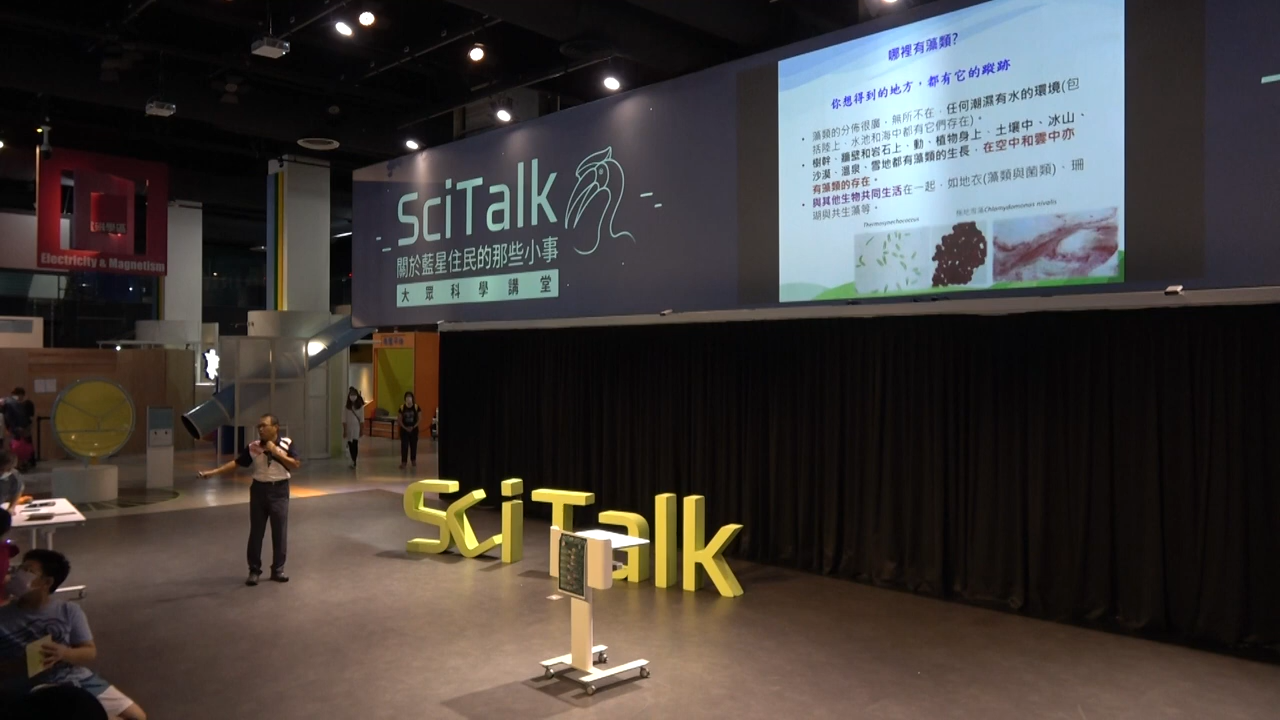 哪裡有藻類?
你想得到的地方，都有它的蹤跡
• 藻類的分佈很廣，無所不在，任何潮濕有水的環境(包
括陸上、水池和海中都有它們存在)。
• 樹幹、牆壁和岩石上、動、植物身上、土壤中、冰山、
沙漠、溫泉、雪地都有藻類的生長，在空中和雲中亦
有藻類的存在。
• 與其他生物共同生活在一起，如地衣(藻類與菌類)、珊
瑚與共生藻等。
Chlamydomonas nivalis
SciTalk
關於藍星住民的那些小事
大眾科學講堂
Electricity & Magnetism
SciTalk